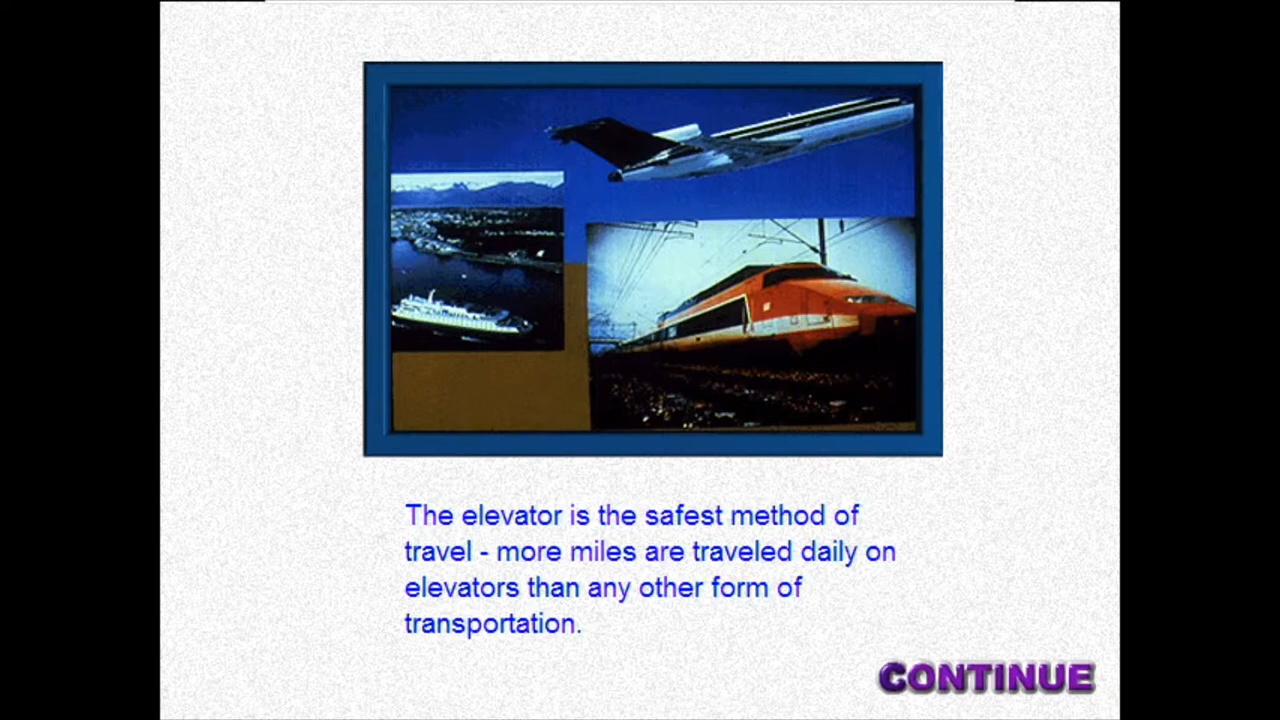 The elevator is the safest method of
travel - more miles are traveled daily on
elevators than any other form of
transportation.
CONTINUE